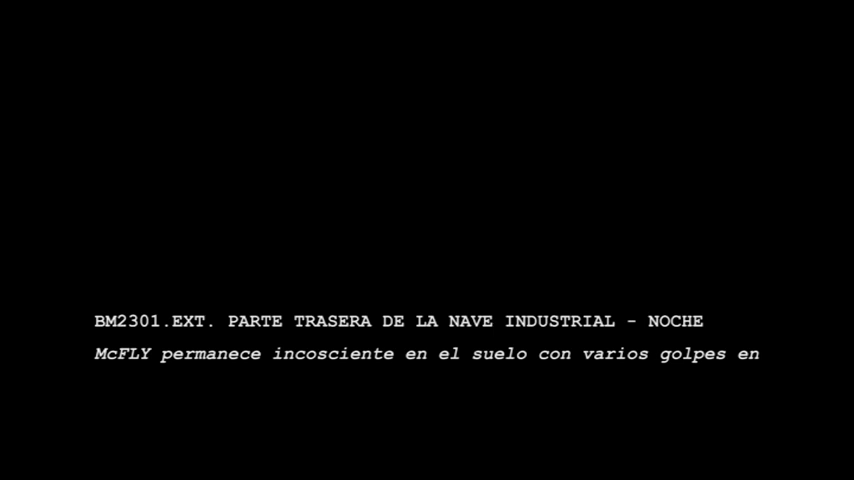 BM2301.EXT. PARTE TRASERA DE LA NAVE INDUSTRIAL - NOCHE
McFLY permanece incosciente en el suelo con varios golpes en